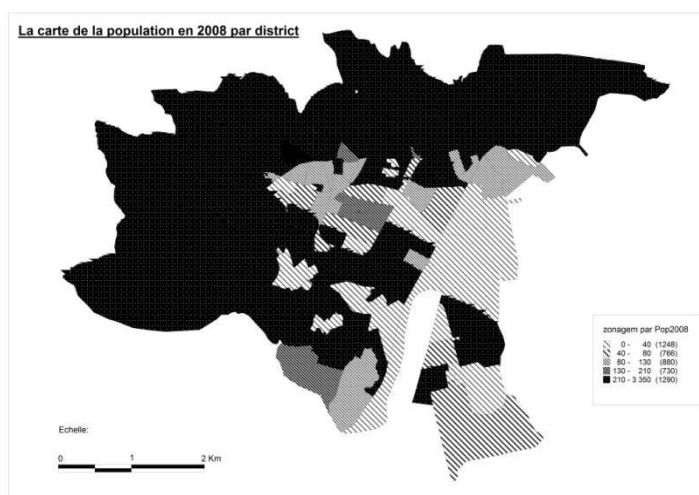 La carte de la population en 2008 par district
zonagem par Pop2008
0 - 40 (1248)
40 - 80 (766)
80 - 130 (880)
130 - 210 (730)
210 - 3 350 (1290)
Echelle:
0 1 2 Km